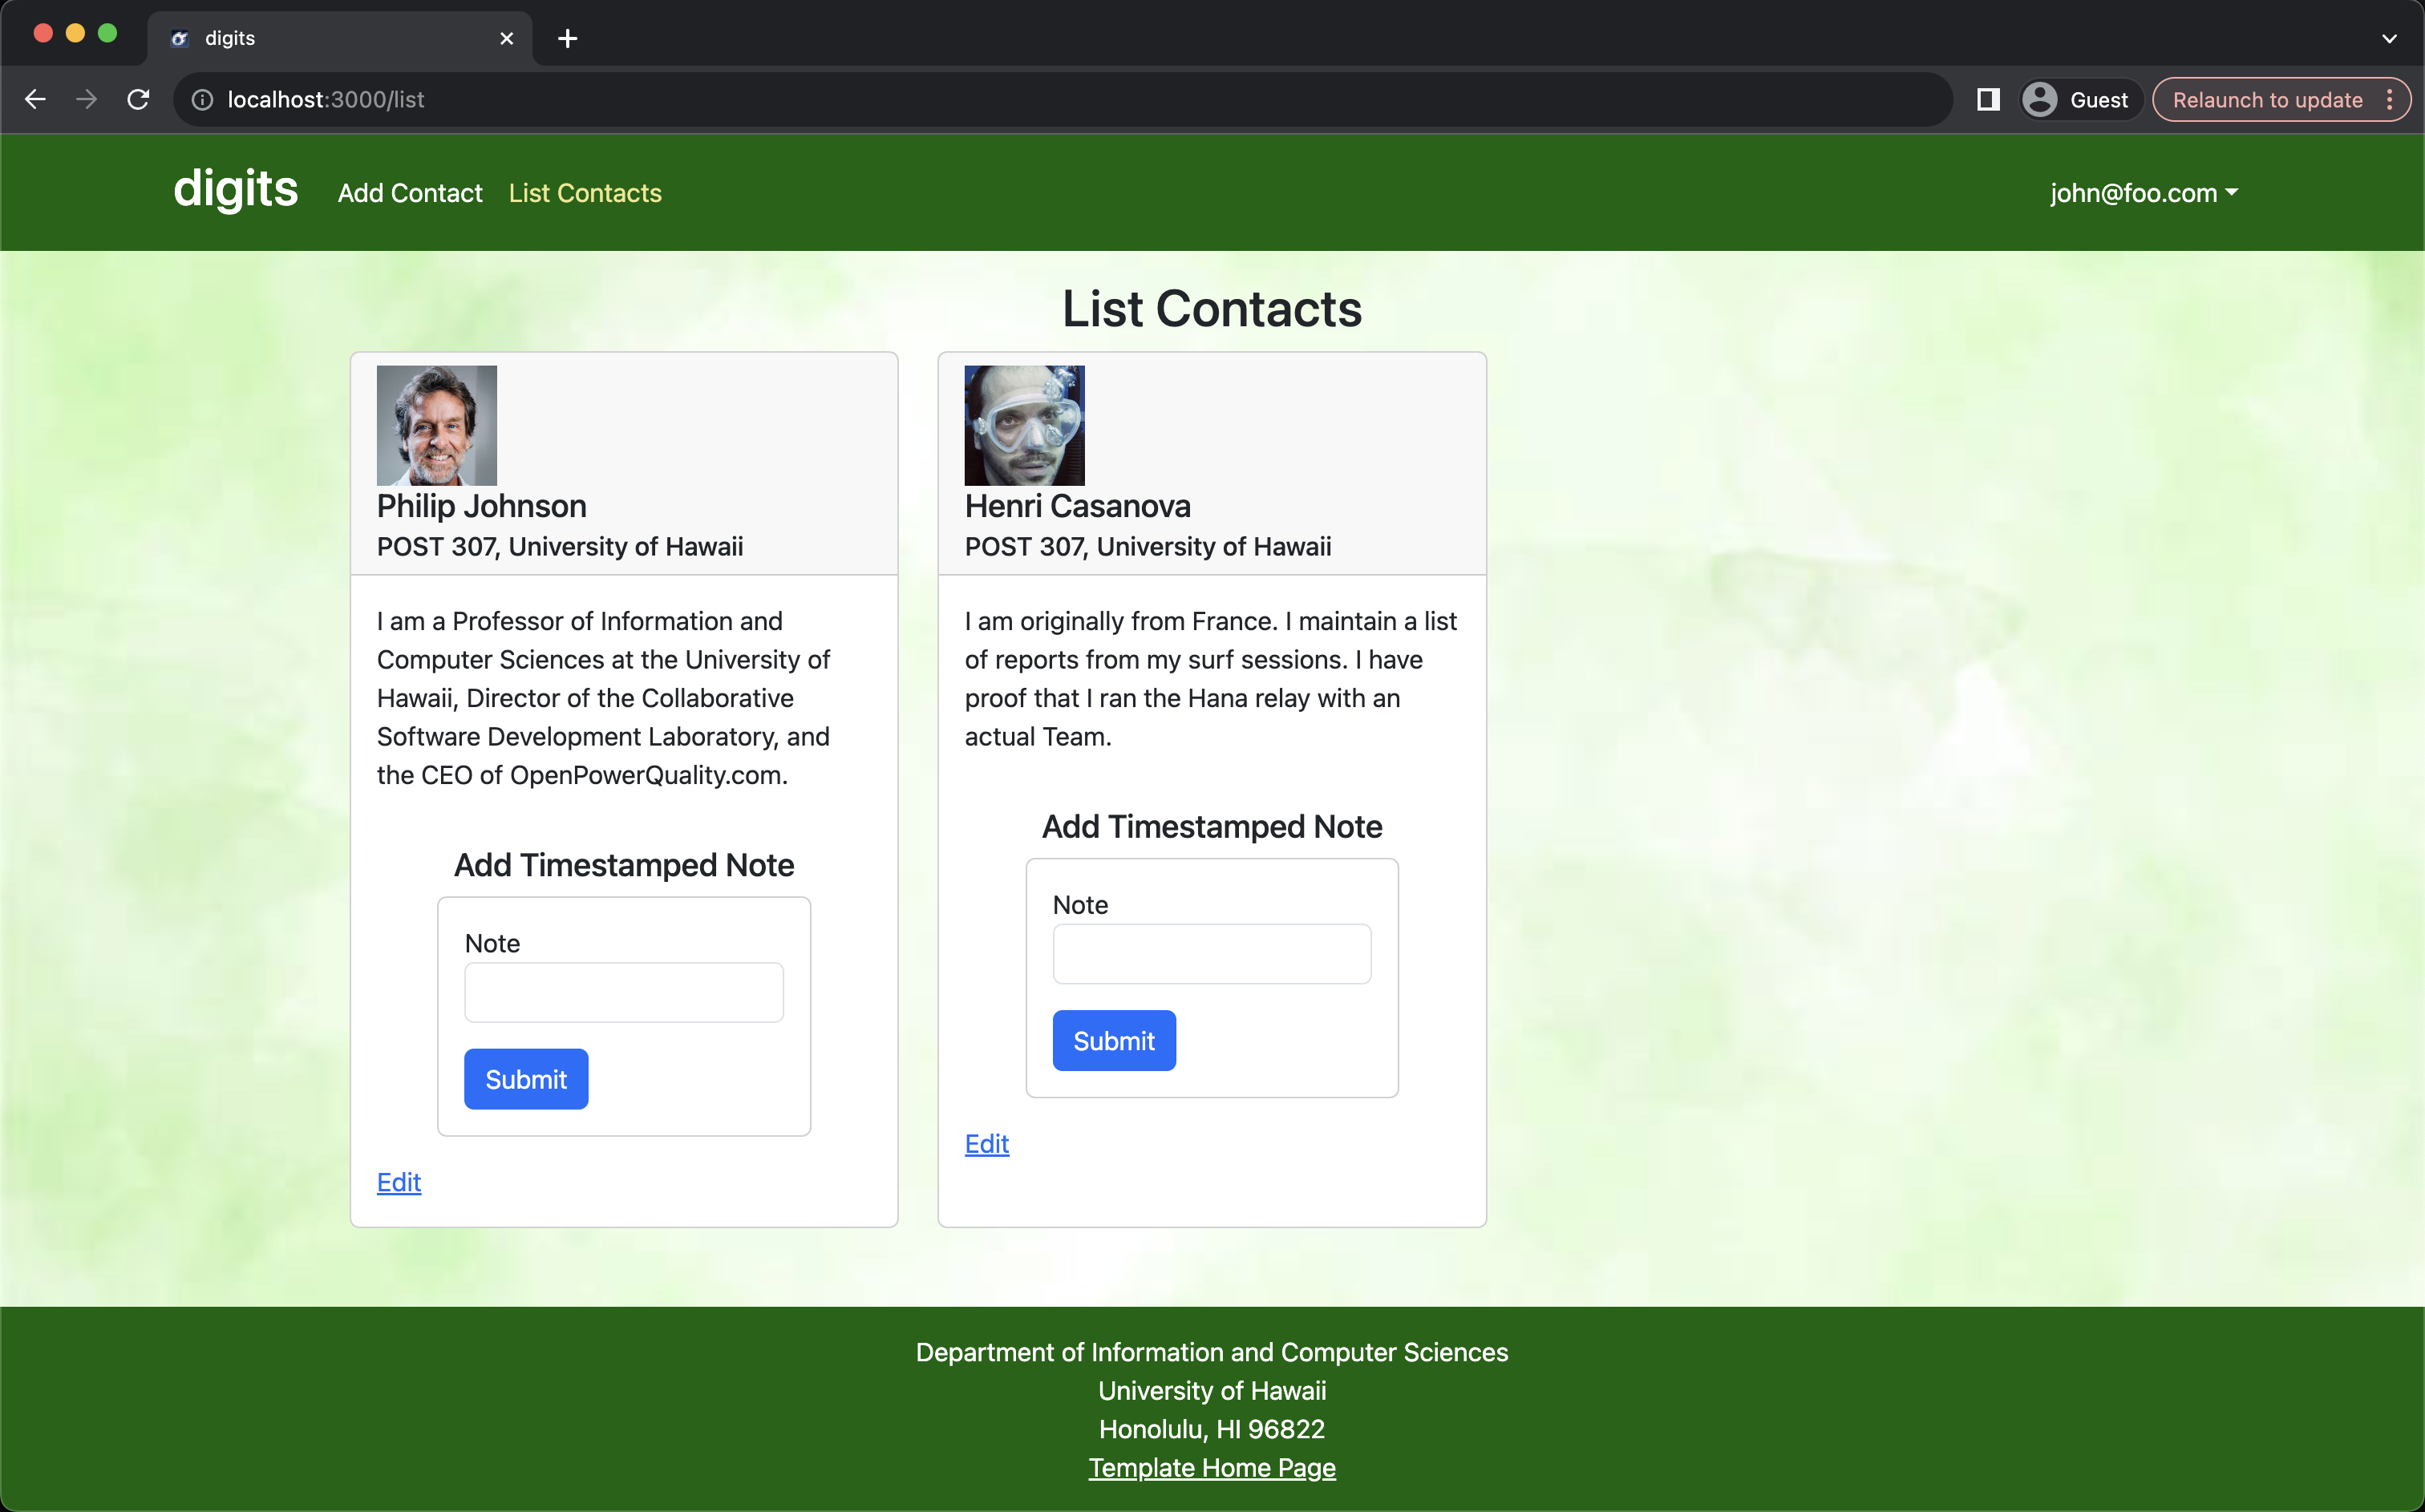 digits
localhost:3000/list
Guest
Relaunch to update
digits
Add Contact
List Contacts
john@foo.com
List Contacts
Philip Johnson
POST 307, University of Hawaii
I am a Professor of Information and
Computer Sciences at the University of
Hawaii, Director of the Collaborative
Software Development Laboratory, and
the CEO of OpenPowerQuality.com.
Add Timestamped Note
Note
Submit
Edit
Henri Casanova
POST 307, University of Hawaii
I am originally from France. I maintain a list
of reports from my surf sessions. I have
proof that I ran the Hana relay with an
actual Team.
Add Timestamped Note
Note
Submit
Edit
Department of Information and Computer Sciences
University of Hawaii
Honolulu, HI 96822
Template Home Page